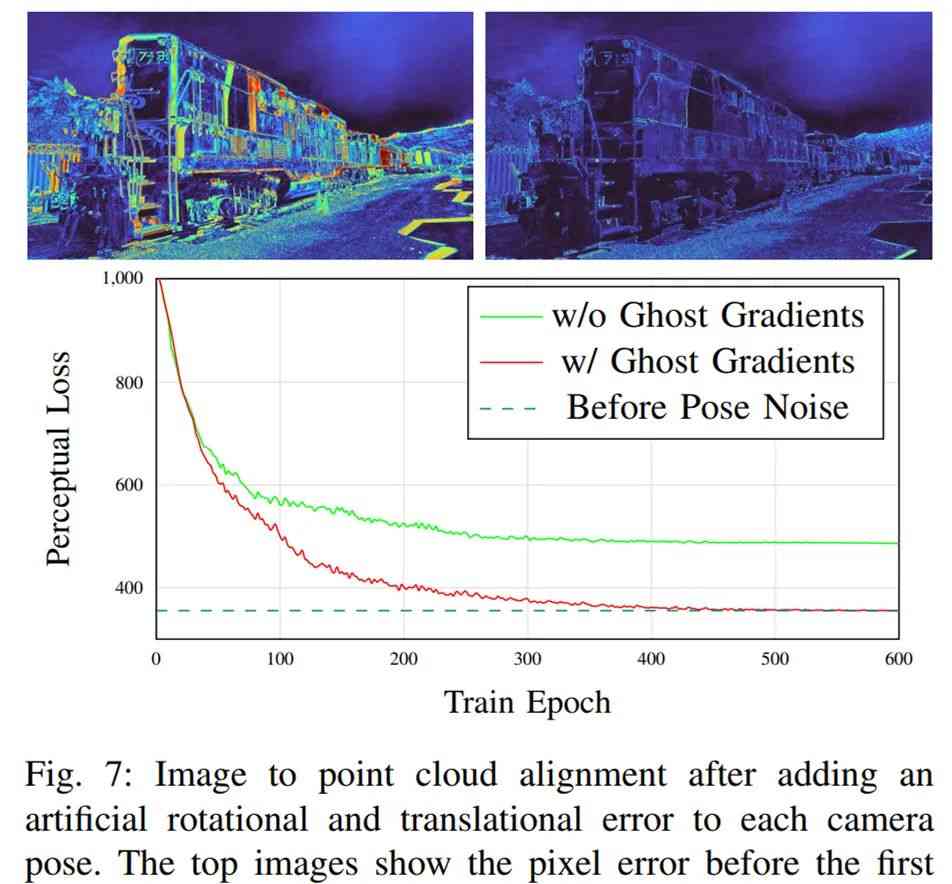 713
1,000
800
600
400
0
100
200
300
400
500
600
Perceptual Loss
Train Epoch
w/o Ghost Gradients
w/ Ghost Gradients
Before Pose Noise
Fig. 7: Image to point cloud alignment after adding an
artificial rotational and translational error to each camera
pose. The top images show the pixel error before the first